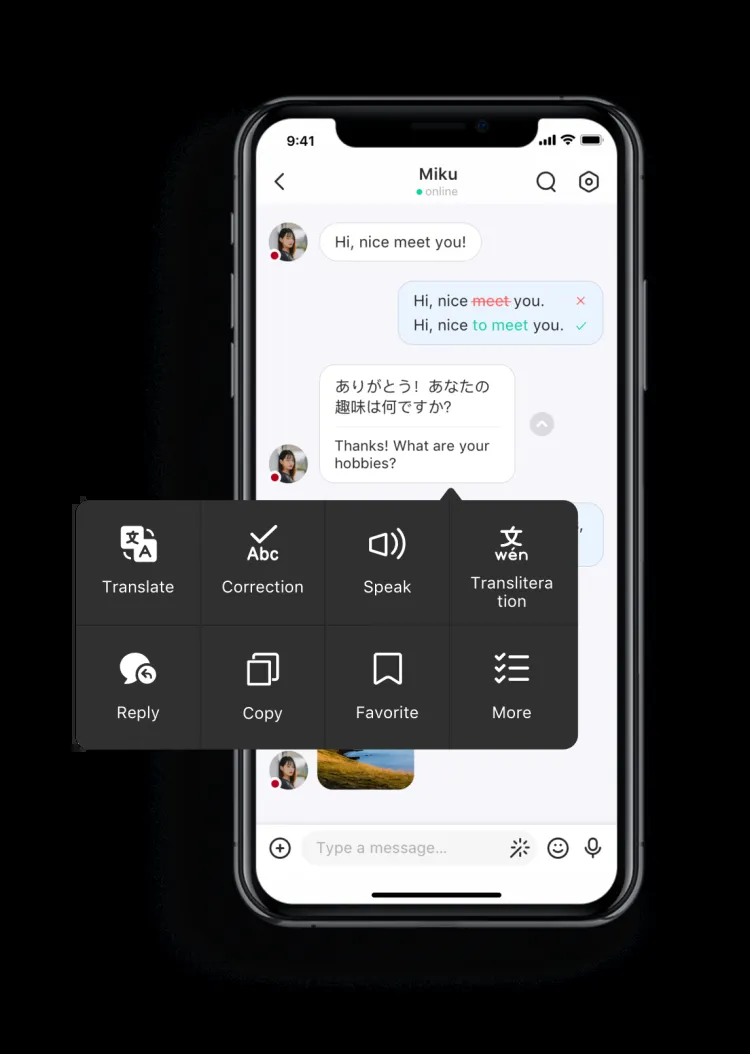 9:41
Miku
online
Hi, nice meet you!
Hi, nice meet you.
Hi, nice to meet you.
ありがとう！あなたの
趣味は何ですか?
Thanks! What are your
hobbies?
文A
Translate
Abc
Correction
Speak
文
wén
Translitera
tion
Reply
Copy
Favorite
More
Type a message...